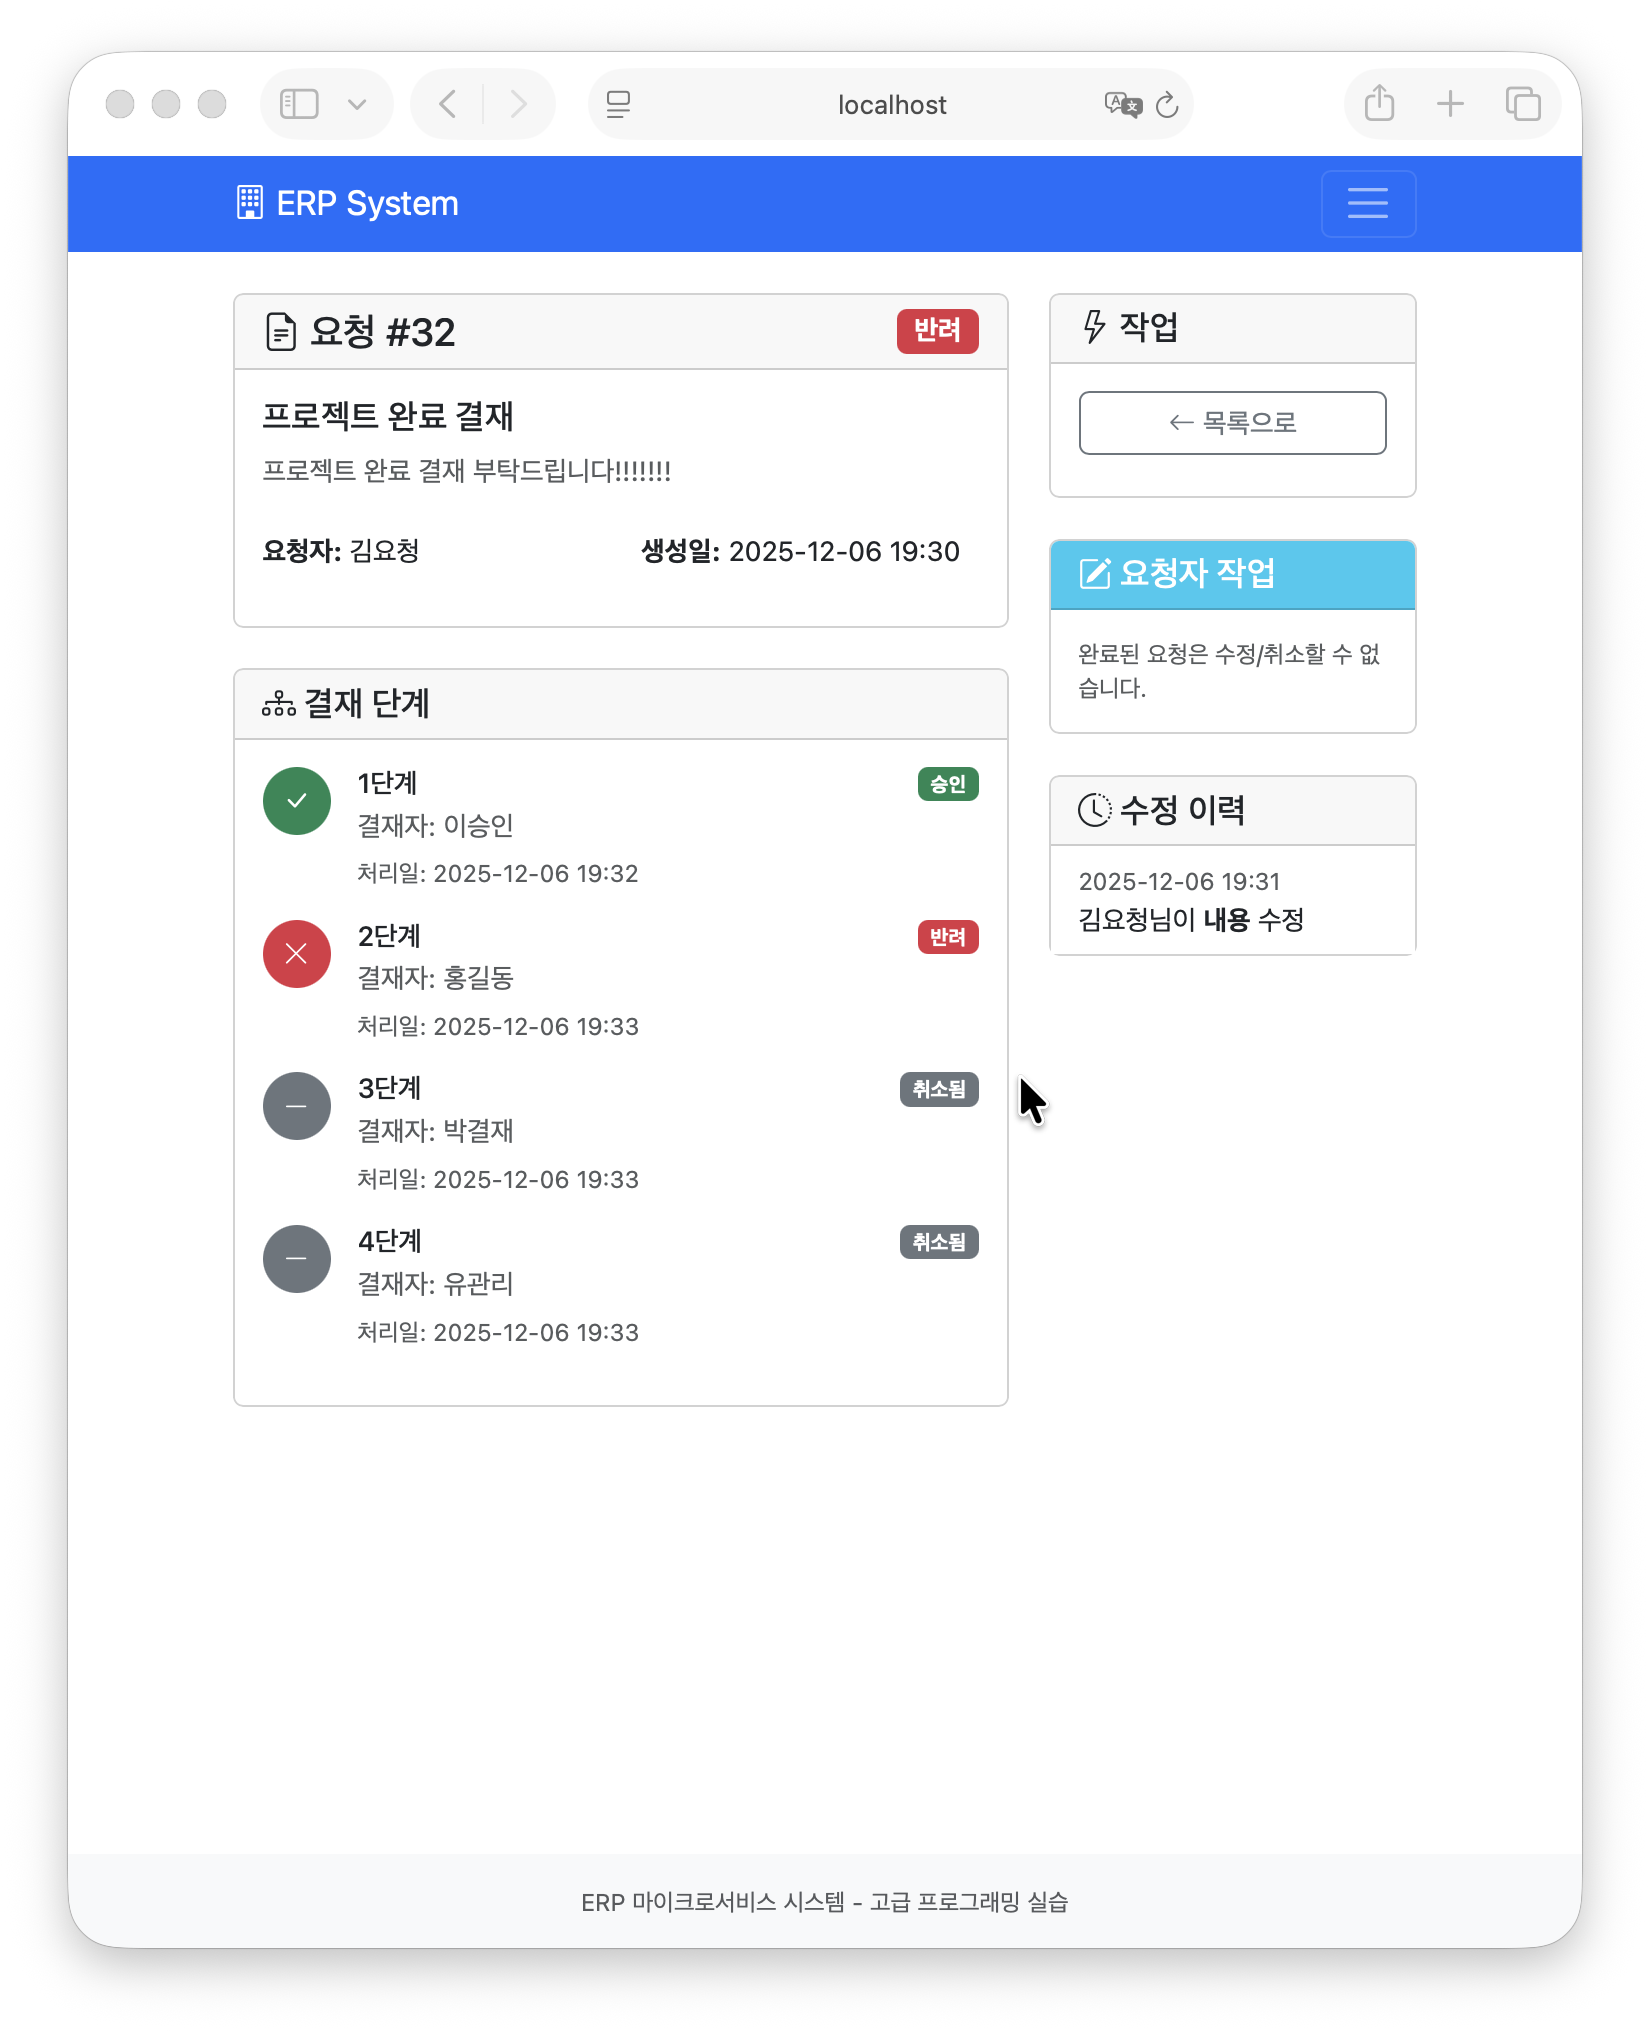 localhost
ERP System
요청 #32
반려
프로젝트 완료 결재
프로젝트 완료 결재 부탁드립니다!!!!!!!
요청자: 김요청
생성일: 2025-12-06 19:30
결재 단계
1단계
승인
결재자: 이승인
처리일: 2025-12-06 19:32
2단계
반려
결재자: 홍길동
처리일: 2025-12-06 19:33
3단계
취소됨
결재자: 박결재
처리일: 2025-12-06 19:33
4단계
취소됨
결재자: 유관리
처리일: 2025-12-06 19:33
작업
← 목록으로
요청자 작업
완료된 요청은 수정/취소할 수 없
습니다.
수정 이력
2025-12-06 19:31
김요청님이 내용 수정
ERP 마이크로서비스 시스템 - 고급 프로그래밍 실습